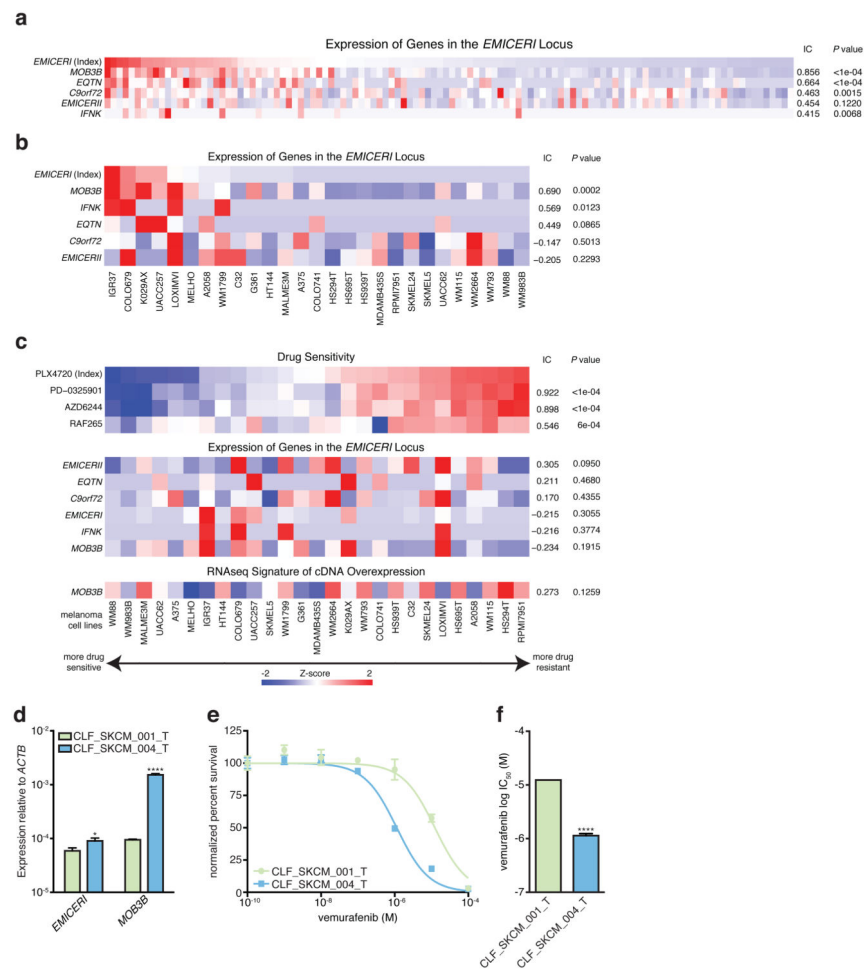 a
Expression of Genes in the EMICERI Locus
IC P value
EMICERI (Index)
MOB3B 0.856 <1e-04
EQTN 0.664 <1e-04
C9orf72 0.463 0.0015
EMICERII 0.454 0.1220
IFNK 0.415 0.0068
b
Expression of Genes in the EMICERI Locus
IC P value
EMICERI (Index)
MOB3B 0.690 0.0002
IFNK 0.569 0.0123
EQTN 0.449 0.0865
C9orf72 −0.147 0.5013
EMICERII −0.205 0.2293
IGR37 COLO679 K029AX UACC257 LOXIMVI MELHO A2058 WM1799 C32 G361 HT144 MALME3M A375 COLO741 HS294T HS695T HS939T MDAMB435S RPMI7951 SKMEL24 SKMEL5 UACC62 WM115 WM2664 WM793 WM88 WM983B
c
Drug Sensitivity
IC P value
PLX4720 (Index)
PD−0325901 0.922 <1e-04
AZD6244 0.898 <1e-04
RAF265 0.546 6e-04
Expression of Genes in the EMICERI Locus
EMICERII 0.305 0.0950
EQTN 0.211 0.4680
C9orf72 0.170 0.4355
EMICERI −0.215 0.3055
IFNK −0.216 0.3774
MOB3B −0.234 0.1915
RNAseq Signature of cDNA Overexpression
MOB3B 0.273 0.1259
melanoma
cell lines
WM88 WM983B MALME3M UACC62 A375 MELHO IGR37 HT144 COLO679 UACC257 SKMEL5 WM1799 G361 MDAMB435S WM2664 K029AX WM793 COLO741 HS939T C32 SKMEL24 LOXIMVI HS695T A2058 WM115 HS294T RPMI7951
more drug
sensitive
more drug
resistant
-2 Z-score 2
d
Expression relative to ACTB
CLF_SKCM_001_T
CLF_SKCM_004_T
10-2
10-3
10-4
10-5
*
****
EMICERI
MOB3B
e
normalized percent survival
125
100
75
50
25
0
CLF_SKCM_001_T
CLF_SKCM_004_T
10-10 10-8 10-6 10-4
vemurafenib (M)
f
vemurafenib log IC50 (M)
-4
-5
-6
-7
****
CLF_SKCM_001_T
CLF_SKCM_004_T